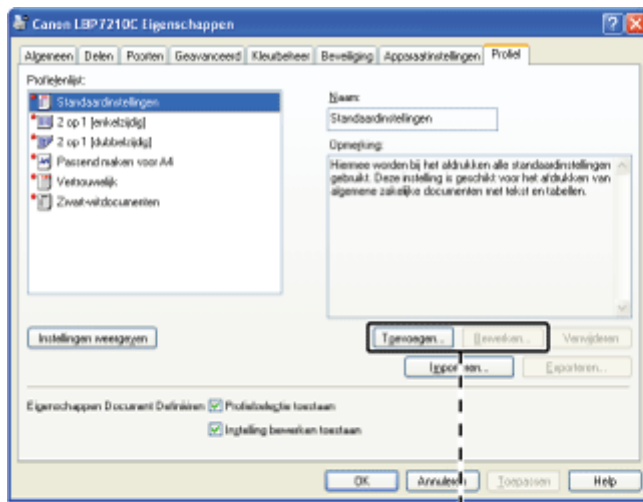 Canon LBP7210C Eigenschappen
Algemeen Delen Poorten Geavanceerd Kleurbeheer Beveiliging Apparaatinstellingen Profiel
Profielenlijst:
Standaardinstellingen
2 op 1 [enkelzijdig]
2 op 1 [dubbelzijdig]
Passend maken voor A4
Vertrouwelijk
Zwart-witdocumenten
Naam:
Standaardinstellingen
Opmerking:
Hiermee worden bij het afdrukken alle standaardinstellingen
gebruikt. Deze instelling is geschikt voor het afdrukken van
algemene zakelijke documenten met tekst en tabellen.
Instellingen weergeven
Toevoegen... Bewerken... Verwijderen
Importeren... Exporteren...
Eigenschappen Document Definiëren: Profielselectie toestaan
Instelling bewerken toestaan
OK Annuleren Toepassen Help